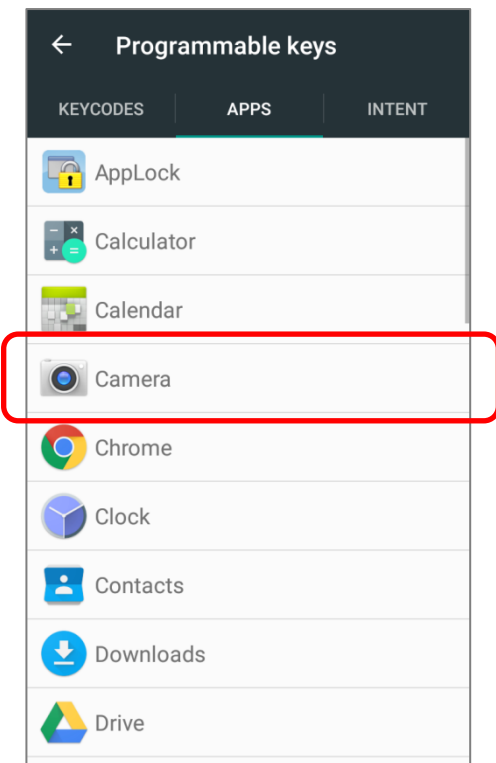 Programmable keys
KEYCODES APPS INTENT
AppLock
Calculator
Calendar
Camera
Chrome
Clock
Contacts
Downloads
Drive